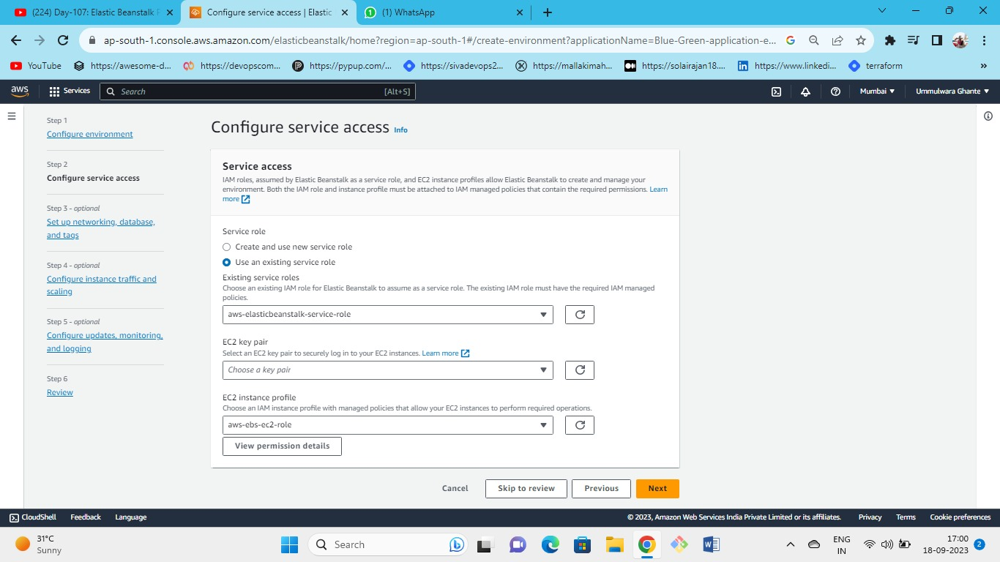 (224) Day-107: Elastic Beanstalk
Configure service access | Elastic
(1) WhatsApp
ap-south-1.console.aws.amazon.com/elasticbeanstalk/home?region=ap-south-1#/create-environment?applicationName=Blue-Green-application-e...
YouTube
https://awesome-d...
https://devopscom...
https://pypup.com/...
https://sivadevops2...
https://mallakimah...
https://solairajan18....
https://www.linkedi...
terraform
»
aws
Services
Search
[Alt+S]
Mumbai
Ummulwara Ghante
Step 1
Configure environment
Step 2
Configure service access
Step 3 - optional
Set up networking, database,
and tags
Step 4 - optional
Configure instance traffic and
scaling
Step 5 - optional
Configure updates, monitoring,
and logging
Step 6
Review
Configure service access Info
Service access
IAM roles, assumed by Elastic Beanstalk as a service role, and EC2 instance profiles allow Elastic Beanstalk to create and manage your
environment. Both the IAM role and instance profile must be attached to IAM managed policies that contain the required permissions. Learn
more
Service role
Create and use new service role
Use an existing service role
Existing service roles
Choose an existing IAM role for Elastic Beanstalk to assume as a service role. The existing IAM role must have the required IAM managed
policies.
aws-elasticbeanstalk-service-role
EC2 key pair
Select an EC2 key pair to securely log in to your EC2 instances. Learn more
Choose a key pair
EC2 instance profile
Choose an IAM instance profile with managed policies that allow your EC2 instances to perform required operations.
aws-ebs-ec2-role
View permission details
Cancel
Skip to review
Previous
Next
CloudShell
Feedback
Language
© 2023, Amazon Web Services India Private Limited or its affiliates.
Privacy
Terms
Cookie preferences
31°C
Sunny
Search
ENG
IN
17:00
18-09-2023
2